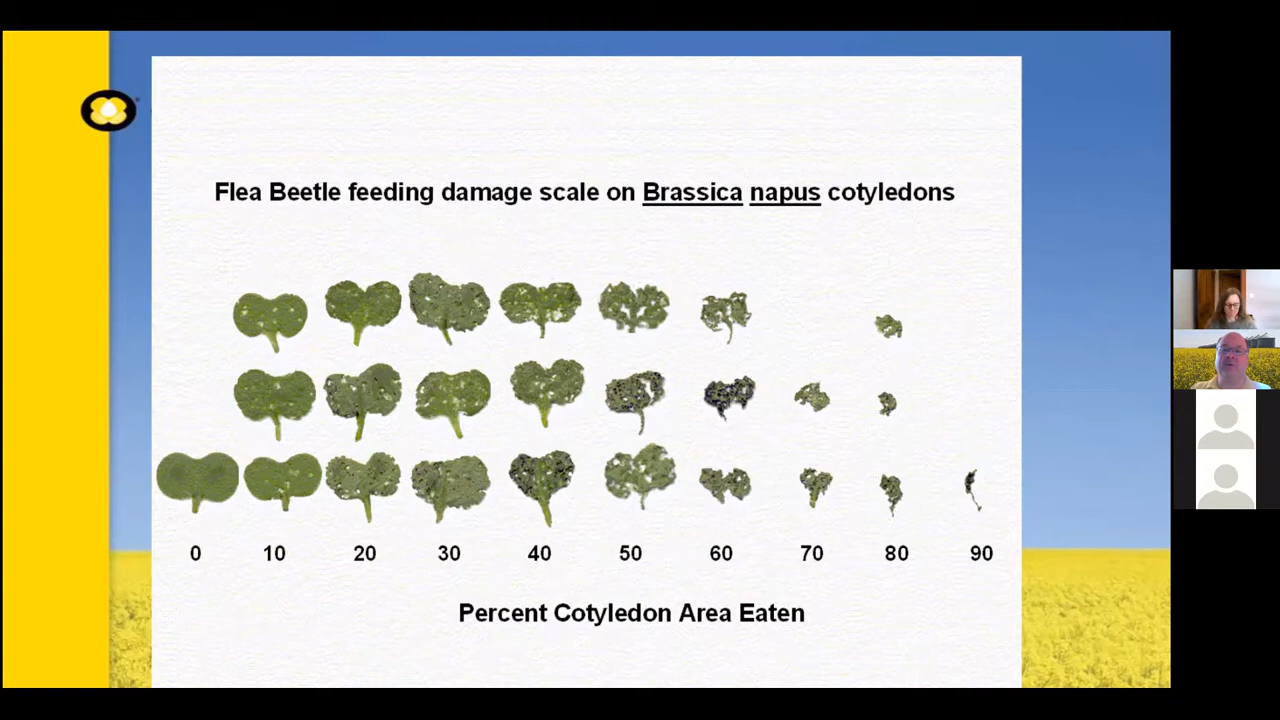 Flea Beetle feeding damage scale on Brassica napus cotyledons
0 10 20 30 40 50 60 70 80 90
Percent Cotyledon Area Eaten